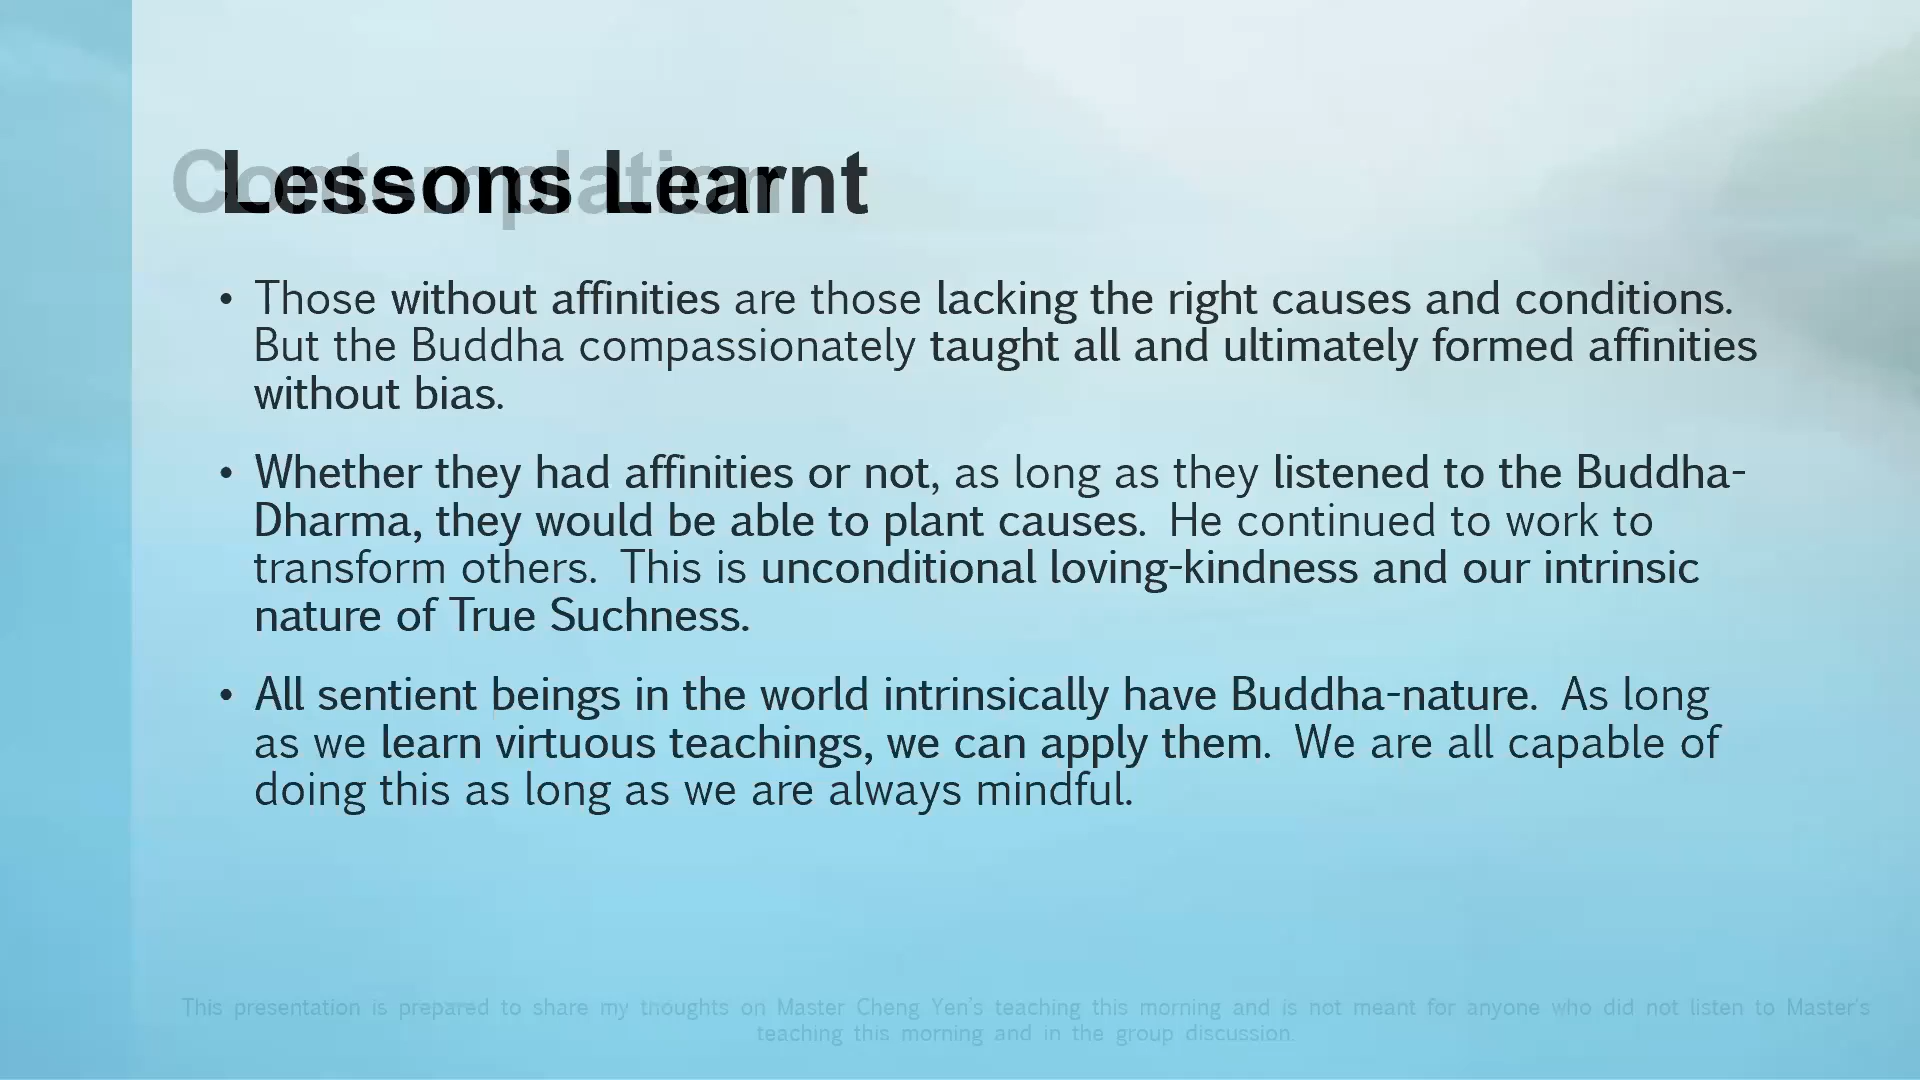 Contemplation
Lessons Learnt
• Those without affinities are those lacking the right causes and conditions.
But the Buddha compassionately taught all and ultimately formed affinities
without bias.
• Whether they had affinities or not, as long as they listened to the Buddha-
Dharma, they would be able to plant causes. He continued to work to
transform others. This is unconditional loving-kindness and our intrinsic
nature of True Suchness.
• All sentient beings in the world intrinsically have Buddha-nature. As long
as we learn virtuous teachings, we can apply them. We are all capable of
doing this as long as we are always mindful.
This presentation is prepared to share my thoughts on Master Cheng Yen's teaching this morning and is not meant for anyone who did not listen to Master's
teaching this morning and in the group discussion.